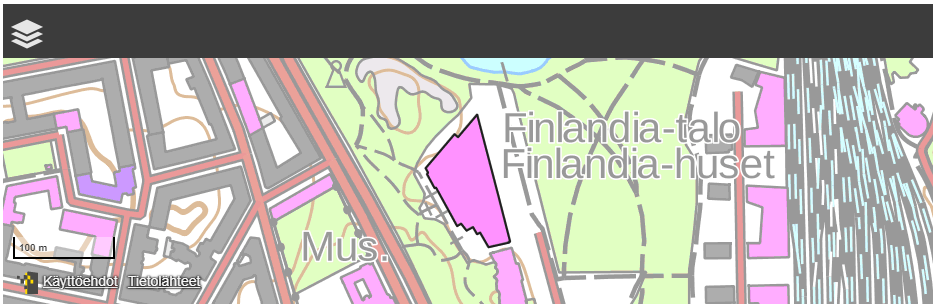 Finlandia-talo
Finlandia-huset
Mus.
100 m
Käyttöehdot Tietolähteet